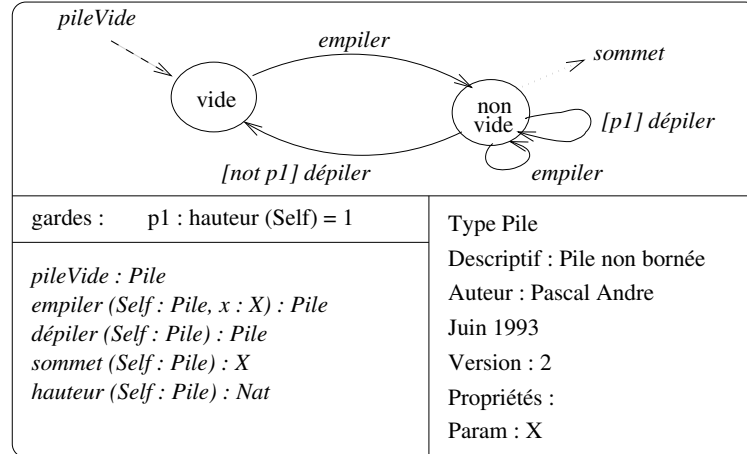 pileVide
empiler
sommet
vide
non
vide
[p1] dépiler
[not p1] dépiler
empiler
gardes : p1 : hauteur (Self) = 1
pileVide : Pile
empiler (Self : Pile, x : X) : Pile
dépiler (Self : Pile) : Pile
sommet (Self : Pile) : X
hauteur (Self : Pile) : Nat
Type Pile
Descriptif : Pile non bornée
Auteur : Pascal Andre
Juin 1993
Version : 2
Propriétés :
Param : X